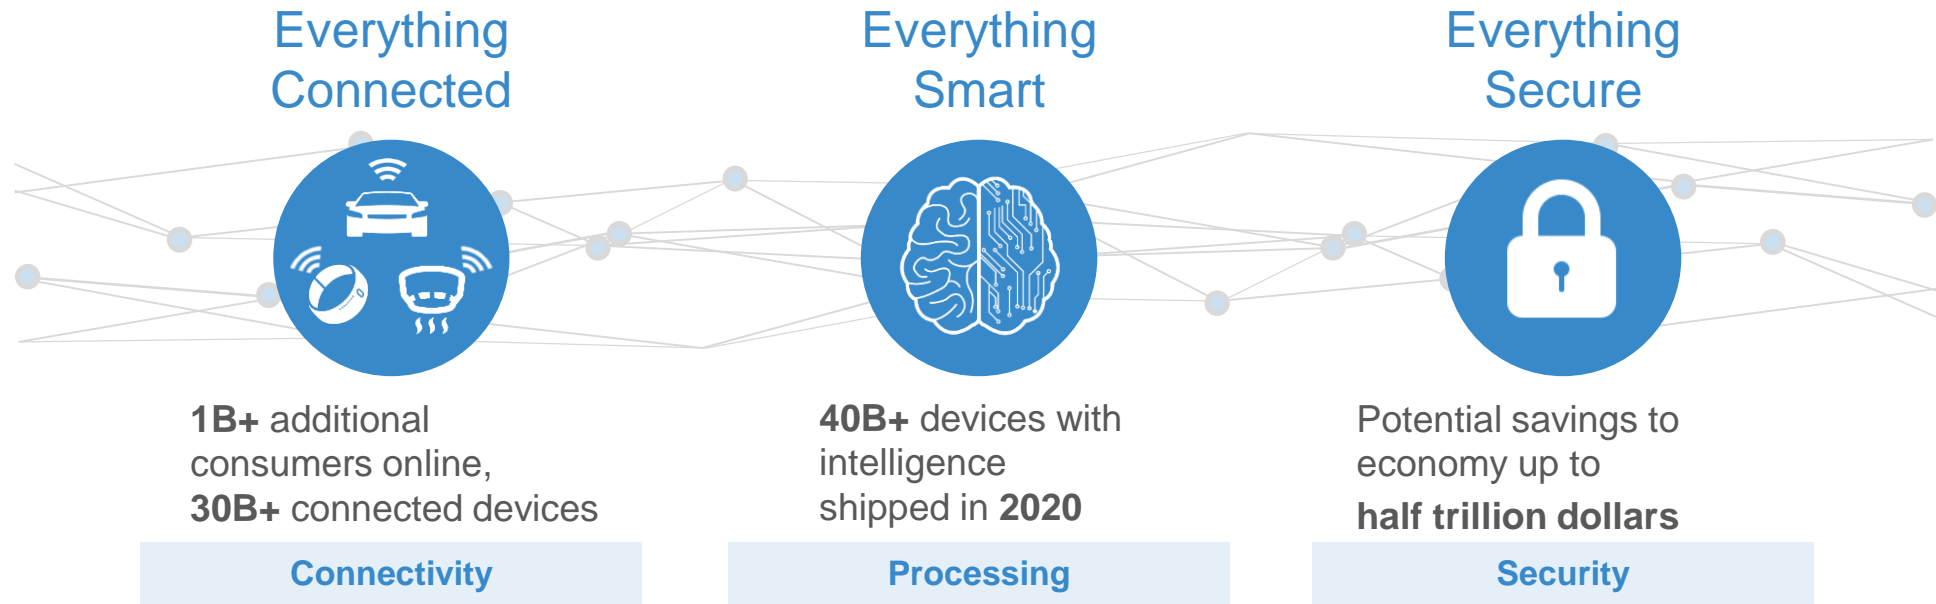 Everything
Connected
Everything
Smart
Everything
Secure
1B+ additional
consumers online,
30B+ connected devices
40B+ devices with
intelligence
shipped in 2020
Potential savings to
economy up to
half trillion dollars
Connectivity
Processing
Security